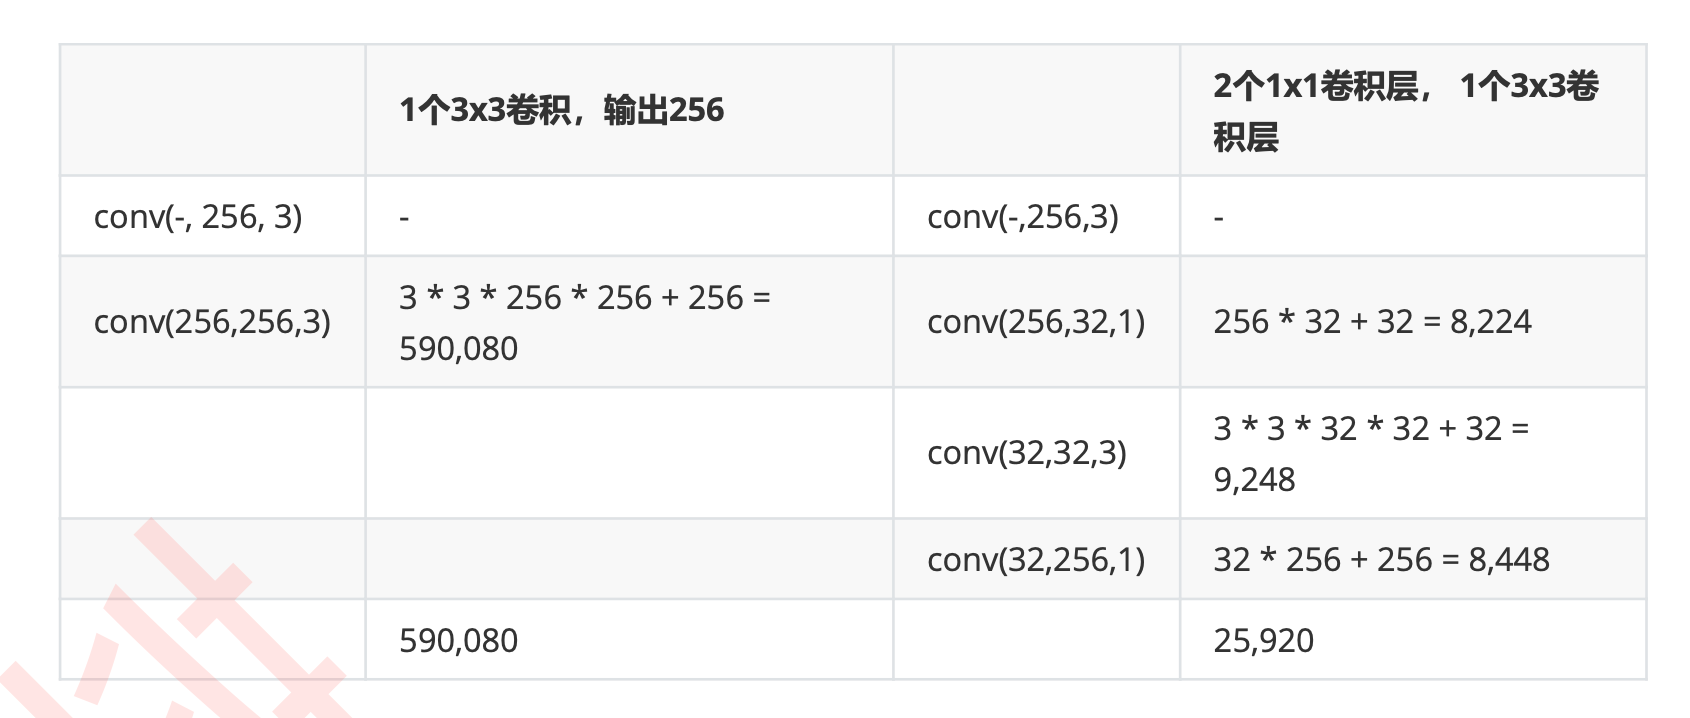 1个3x3卷积，输出256
2个1x1卷积层， 1个3x3卷
积层
conv(-, 256, 3)
-
conv(-,256,3)
-
conv(256,256,3)
3 * 3 * 256 * 256 + 256 =
590,080
conv(256,32,1)
256 * 32 + 32 = 8,224
conv(32,32,3)
3 * 3 * 32 * 32 + 32 =
9,248
conv(32,256,1)
32 * 256 + 256 = 8,448
590,080
25,920